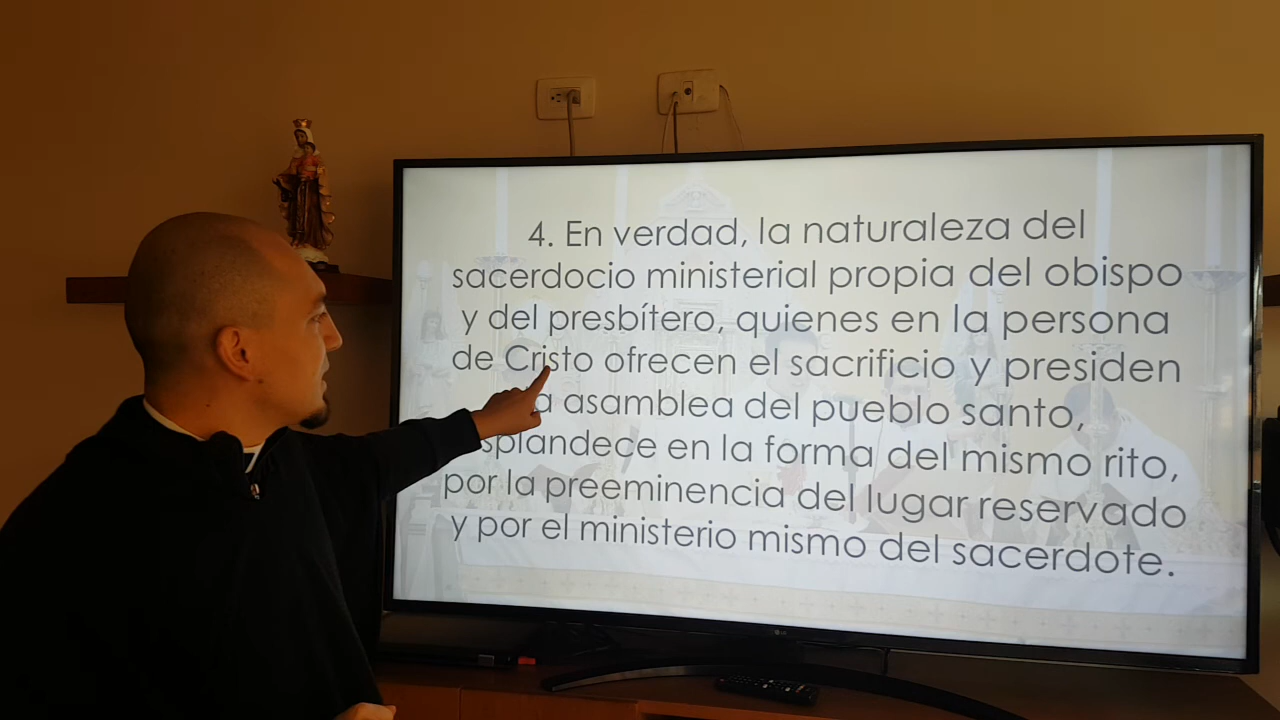 4. En verdad, la naturaleza del
sacerdocio ministerial propia del obispo
y del presbítero, quienes en la persona
de Cristo ofrecen el sacrificio y presiden
a asamblea del pueblo santo,
splandece en la forma del mismo rito,
por la preeminencia del lugar reservado
y por el ministerio mismo del sacerdote.
LG